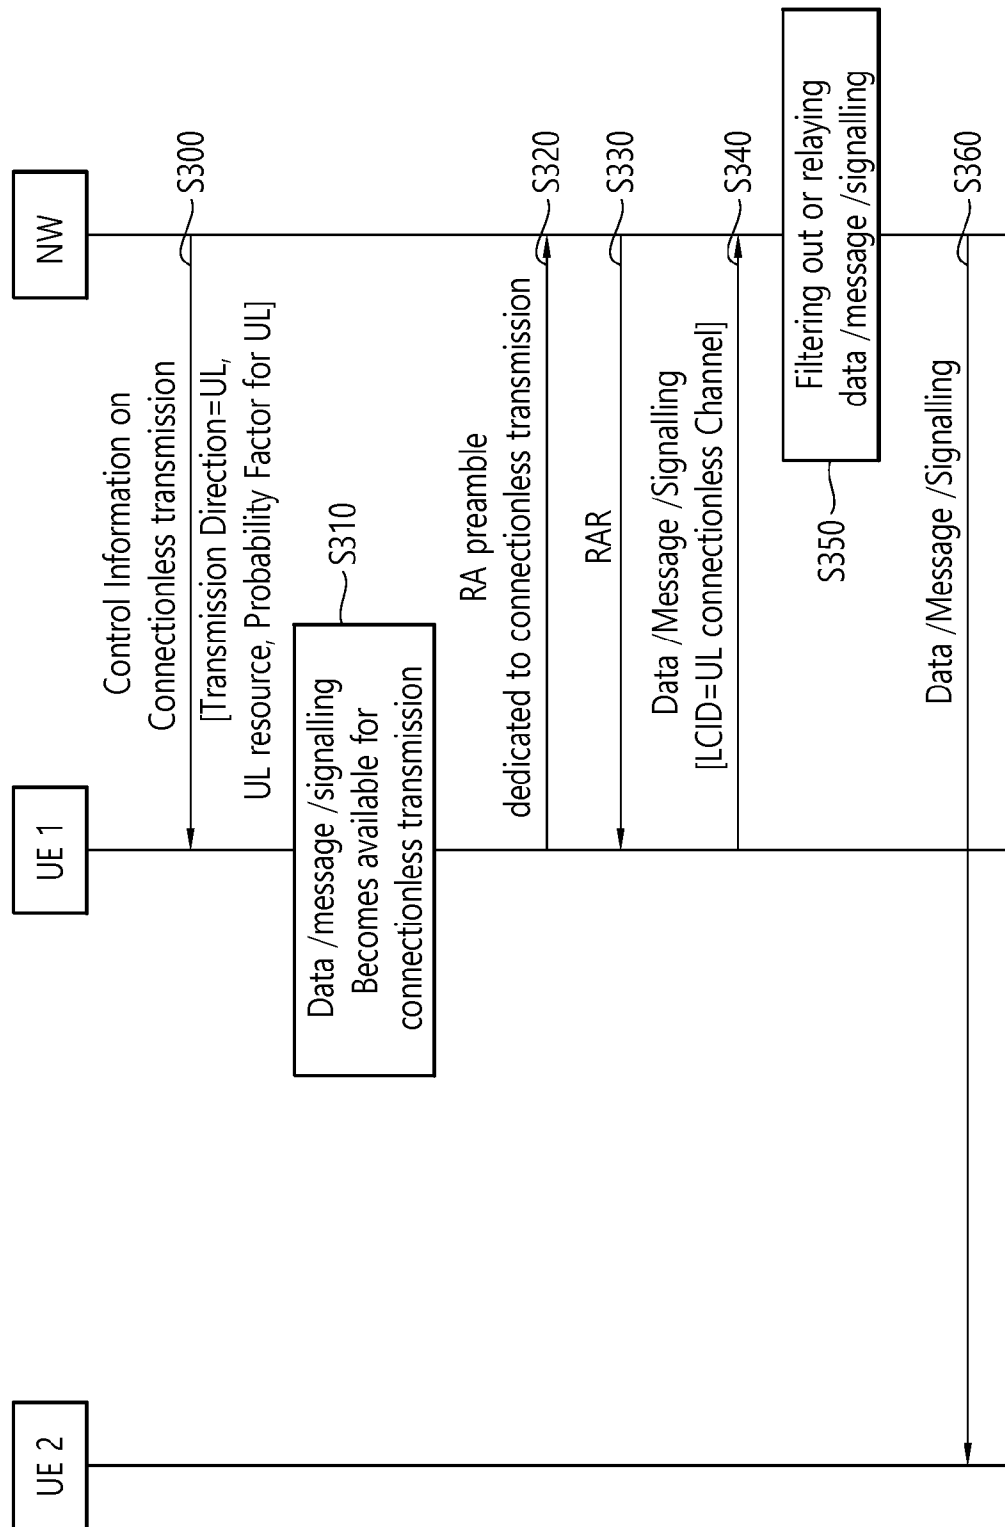 UE 2
UE 1
NW
Control Information on
Connectionless transmission
[Transmission Direction=UL,
UL resource, Probability Factor for UL]
S300
Data /message /signalling
Becomes available for
connectionless transmission
S310
RA preamble
dedicated to connectionless transmission
S320
RAR
S330
Data /Message /Signalling
[LCID=UL connectionless Channel]
S340
Filtering out or relaying
data /message /signalling
S350
Data /Message /Signalling
S360